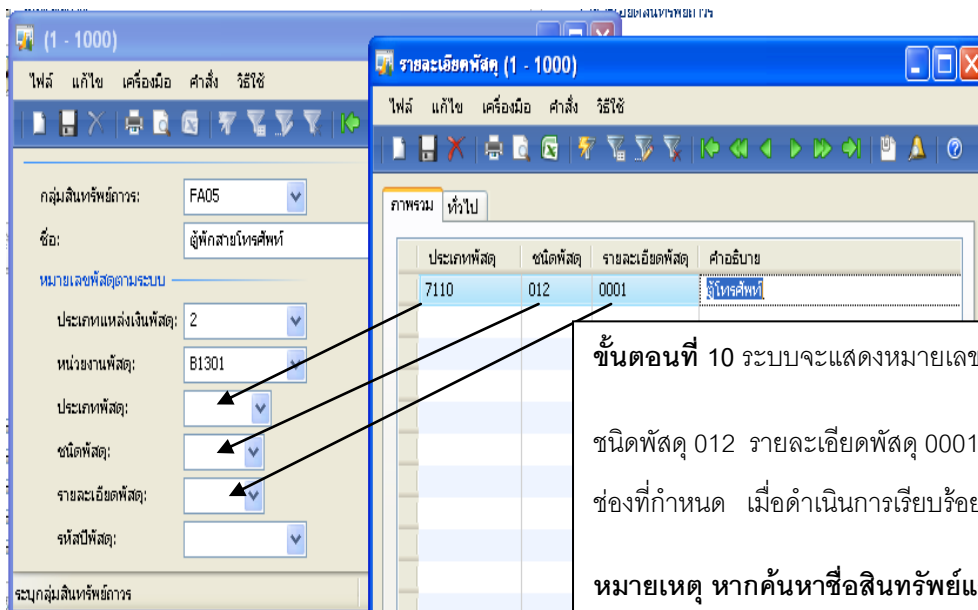 (1 - 1000)
ไฟล์ แก้ไข เครื่องมือ คำสั่ง วิธีใช้
กลุ่มสินทรัพย์ถาวร: FA05
ชื่อ: ตู้พักสายโทรศัพท์
หมายเลขพัสดุตามระบบ
ประเภทแหล่งเงินพัสดุ: 2
หน่วยงานพัสดุ: B1301
ประเภทพัสดุ:
ชนิดพัสดุ:
รายละเอียดพัสดุ:
รหัสปีพัสดุ:
ระบุกลุ่มสินทรัพย์ถาวร
รายละเอียดพัสดุ (1 - 1000)
ไฟล์ แก้ไข เครื่องมือ คำสั่ง วิธีใช้
ภาพรวม ทั่วไป
ประเภทพัสดุ ชนิดพัสดุ รายละเอียดพัสดุ คำอธิบาย
7110 012 0001 ตู้โทรศัพท์
ขั้นตอนที่ 10 ระบบจะแสดงหมายเลข
ชนิดพัสดุ 012 รายละเอียดพัสดุ 0001
ช่องที่กำหนด เมื่อดำเนินการเรียบร้อย
หมายเหตุ หากค้นหาชื่อสินทรัพย์แ